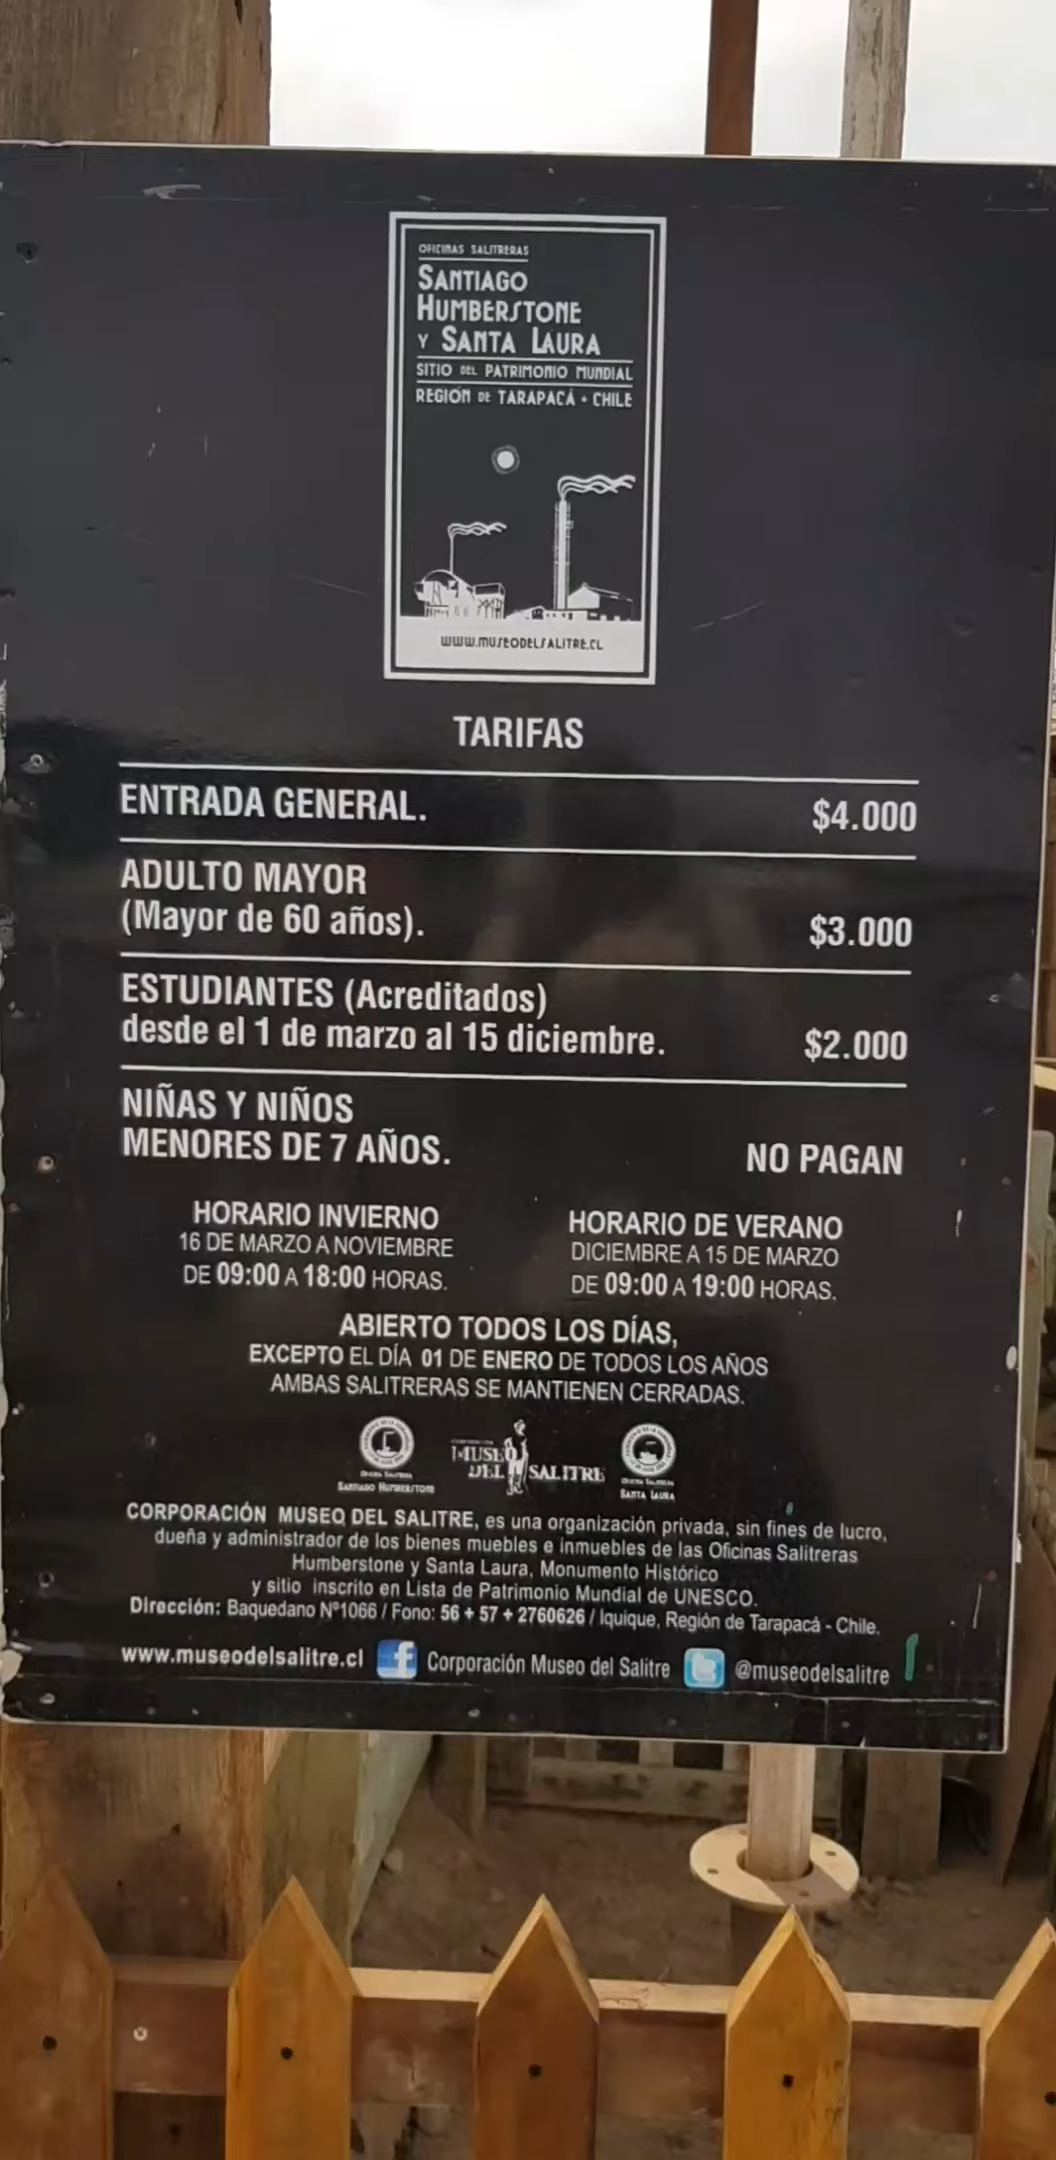 OFICINAS SALITRERAS
SANTIAGO
HUMBERSTONE
Y SANTA LAURA
SITIO DEL PATRIMONIO MUNDIAL
REGIÓN DE TARAPACÁ • CHILE
WWW.MUSEODELSALITRE.CL
TARIFAS
ENTRADA GENERAL. $4.000
ADULTO MAYOR
(Mayor de 60 años). $3.000
ESTUDIANTES (Acreditados)
desde el 1 de marzo al 15 diciembre. $2.000
NIÑAS Y NIÑOS
MENORES DE 7 AÑOS. NO PAGAN
HORARIO INVIERNO
16 DE MARZO A NOVIEMBRE
DE 09:00 A 18:00 HORAS.
HORARIO DE VERANO
DICIEMBRE A 15 DE MARZO
DE 09:00 A 19:00 HORAS.
ABIERTO TODOS LOS DÍAS,
EXCEPTO EL DÍA 01 DE ENERO DE TODOS LOS AÑOS
AMBAS SALITRERAS SE MANTIENEN CERRADAS.
OFICINA SALITRERA
SANTIAGO HUMBERSTONE
MUSEO
DEL SALITRE
OFICINA SALITRERA
SANTA LAURA
CORPORACIÓN MUSEO DEL SALITRE, es una organización privada, sin fines de lucro,
dueña y administrador de los bienes muebles e inmuebles de las Oficinas Salitreras
Humberstone y Santa Laura, Monumento Histórico
y sitio inscrito en Lista de Patrimonio Mundial de UNESCO.
Dirección: Baquedano Nº1066 / Fono: 56 + 57 + 2760626 / Iquique, Región de Tarapacá - Chile.
www.museodelsalitre.cl f Corporación Museo del Salitre t @museodelsalitre